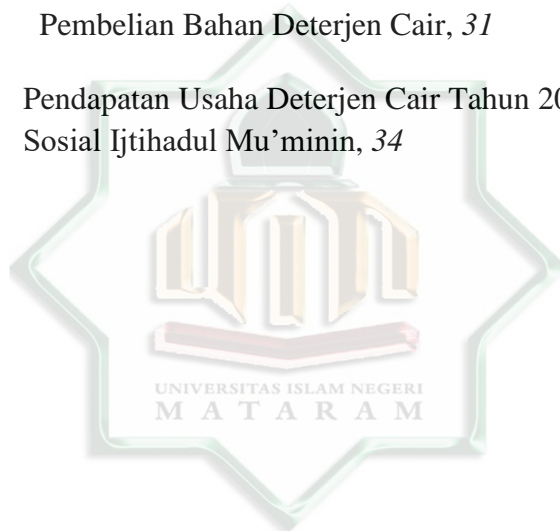 Pembelian Bahan Deterjen Cair, 31
Pendapatan Usaha Deterjen Cair Tahun 20
Sosial Ijtihadul Mu’minin, 34
UNIVERSITAS ISLAM NEGERI
MATARAM